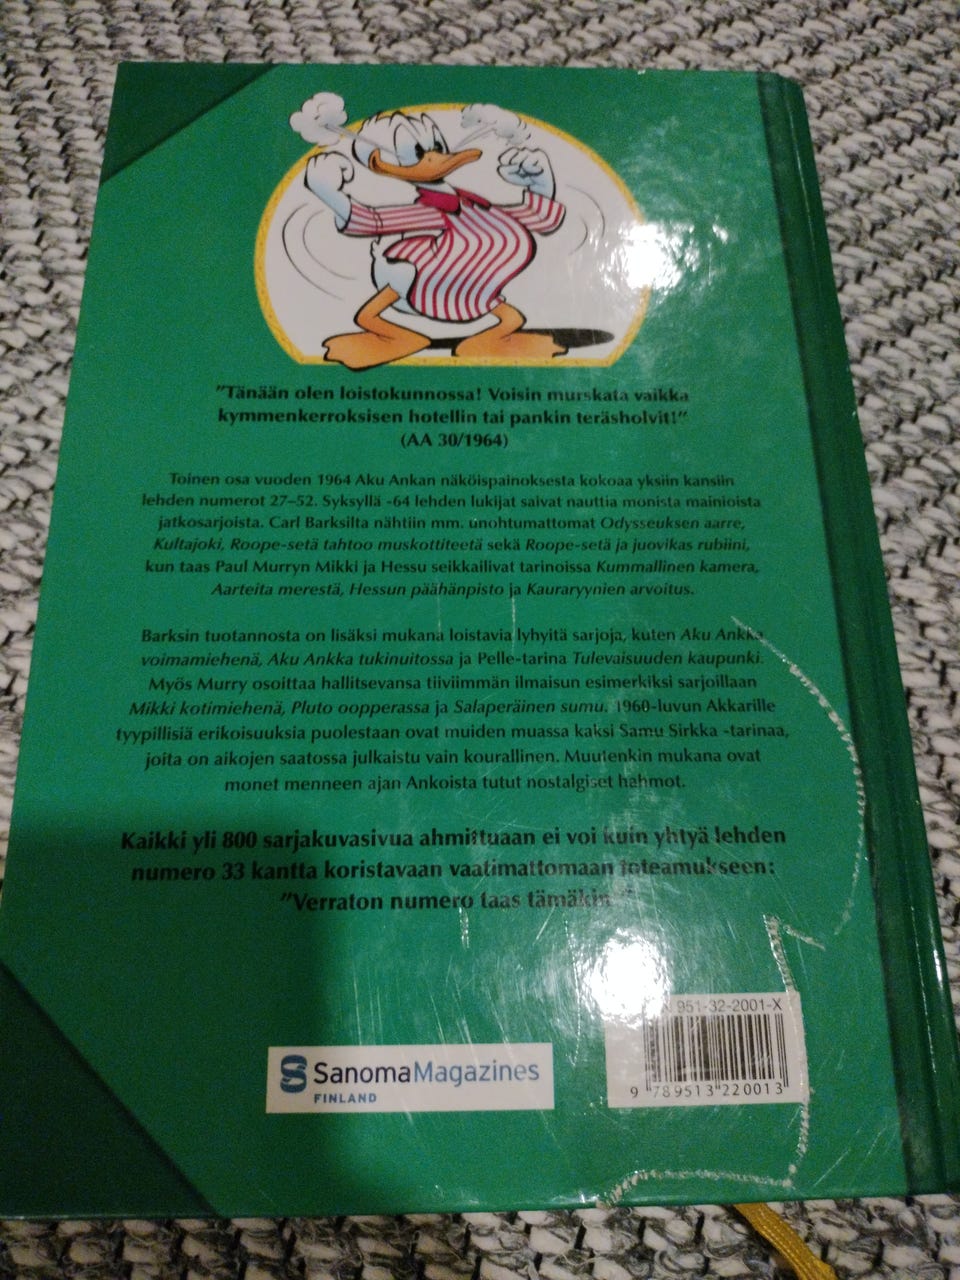 "Tänään olen loistokunnossa! Voisin murskata vaikka
kymmenkerroksisen hotellin tai pankin teräsholvit!"
(AA 30/1964)
Toinen osa vuoden 1964 Aku Ankan näköispainoksesta kokoaa yksiin kansiin
lehden numerot 27–52. Syksyllä -64 lehden lukijat saivat nauttia monista mainioista
jatkosarjoista. Carl Barksilta nähtiin mm. unohtumattomat Odysseuksen aarre,
Kultajoki, Roope-setä tahtoo muskottiteetä sekä Roope-setä ja juovikas rubiini,
kun taas Paul Murryn Mikki ja Hessu seikkailivat tarinoissa Kummallinen kamera,
Aarteita merestä, Hessun päähänpisto ja Kauraryynien arvoitus.
Barksin tuotannosta on lisäksi mukana loistavia lyhyitä sarjoja, kuten Aku Ankka
voimamiehenä, Aku Ankka tukinuitossa ja Pelle-tarina Tulevaisuuden kaupunki.
Myös Murry osoittaa hallitsevansa tiiviimmän ilmaisun esimerkiksi sarjoillaan
Mikki kotimiehenä, Pluto oopperassa ja Salaperäinen sumu. 1960-luvun Akkarille
tyypillisiä erikoisuuksia puolestaan ovat muiden muassa kaksi Samu Sirkka -tarinaa,
joita on aikojen saatossa julkaistu vain kourallinen. Muutenkin mukana ovat
monet menneen ajan Ankoista tutut nostalgiset hahmot.
Kaikki yli 800 sarjakuvasivua ahmittuaan ei voi kuin yhtyä lehden
numero 33 kantta koristavaan vaatimattomaan toteamukseen:
"Verraton numero taas tämäkin!"
951-32-2001-X
SanomaMagazines
FINLAND
9 789513 220013